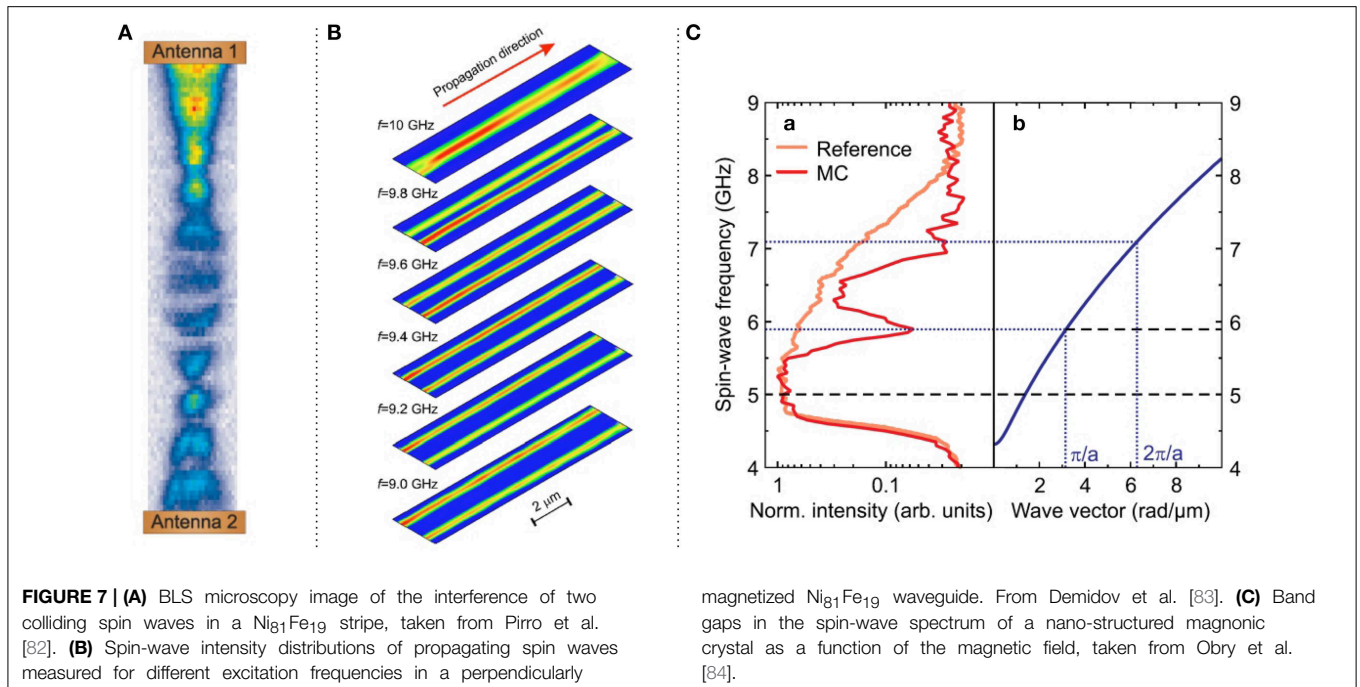 A
Antenna 1
Antenna 2
B
Propagation direction
f=10 GHz
f=9.8 GHz
f=9.6 GHz
f=9.4 GHz
f=9.2 GHz
f=9.0 GHz
2 μm
C
Spin-wave frequency (GHz)
9
8
7
6
5
4
a
Reference
MC
1
0.1
Norm. intensity (arb. units)
b
π/a
2π/a
9
8
7
6
5
4
2
4
6
8
Wave vector (rad/μm)
FIGURE 7 | (A) BLS microscopy image of the interference of two
colliding spin waves in a Ni₈₁Fe₁₉ stripe, taken from Pirro et al.
[82]. (B) Spin-wave intensity distributions of propagating spin waves
measured for different excitation frequencies in a perpendicularly
magnetized Ni₈₁Fe₁₉ waveguide. From Demidov et al. [83]. (C) Band
gaps in the spin-wave spectrum of a nano-structured magnonic
crystal as a function of the magnetic field, taken from Obry et al.
[84].